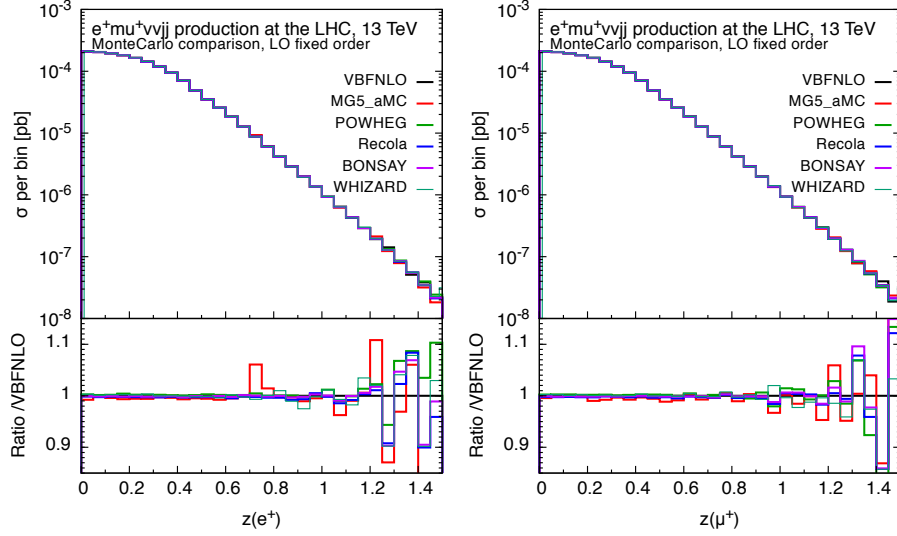 e⁺mu⁺vvjj production at the LHC, 13 TeV
MonteCarlo comparison, LO fixed order
VBFNLO
MG5_aMC
POWHEG
Recola
BONSAY
WHIZARD
σ per bin [pb]
10⁻³
10⁻⁴
10⁻⁵
10⁻⁶
10⁻⁷
10⁻⁸
Ratio /VBFNLO
1.1
1
0.9
0 0.2 0.4 0.6 0.8 1 1.2 1.4
z(e⁺)
e⁺mu⁺vvjj production at the LHC, 13 TeV
MonteCarlo comparison, LO fixed order
VBFNLO
MG5_aMC
POWHEG
Recola
BONSAY
WHIZARD
σ per bin [pb]
10⁻³
10⁻⁴
10⁻⁵
10⁻⁶
10⁻⁷
10⁻⁸
Ratio /VBFNLO
1.1
1
0.9
0 0.2 0.4 0.6 0.8 1 1.2 1.4
z(μ⁺)